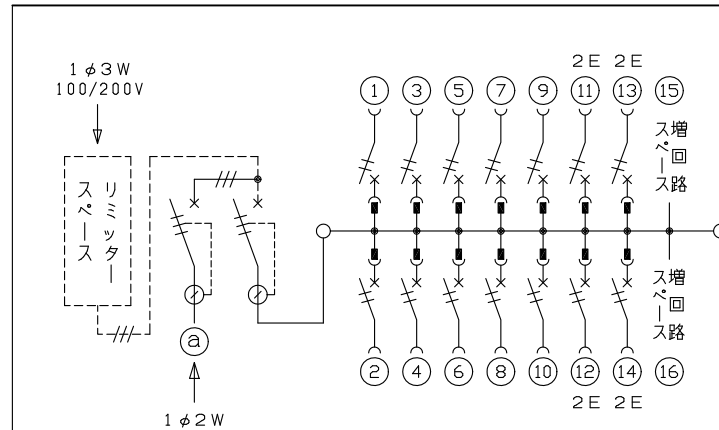 1φ3W
100/200V
リミッター
スペース
ⓐ
1φ2W
2E 2E
① ③ ⑤ ⑦ ⑨ ⑪ ⑬ ⑮
増回路
スペース
増回路
スペース
② ④ ⑥ ⑧ ⑩ ⑫ ⑭ ⑯
2E 2E